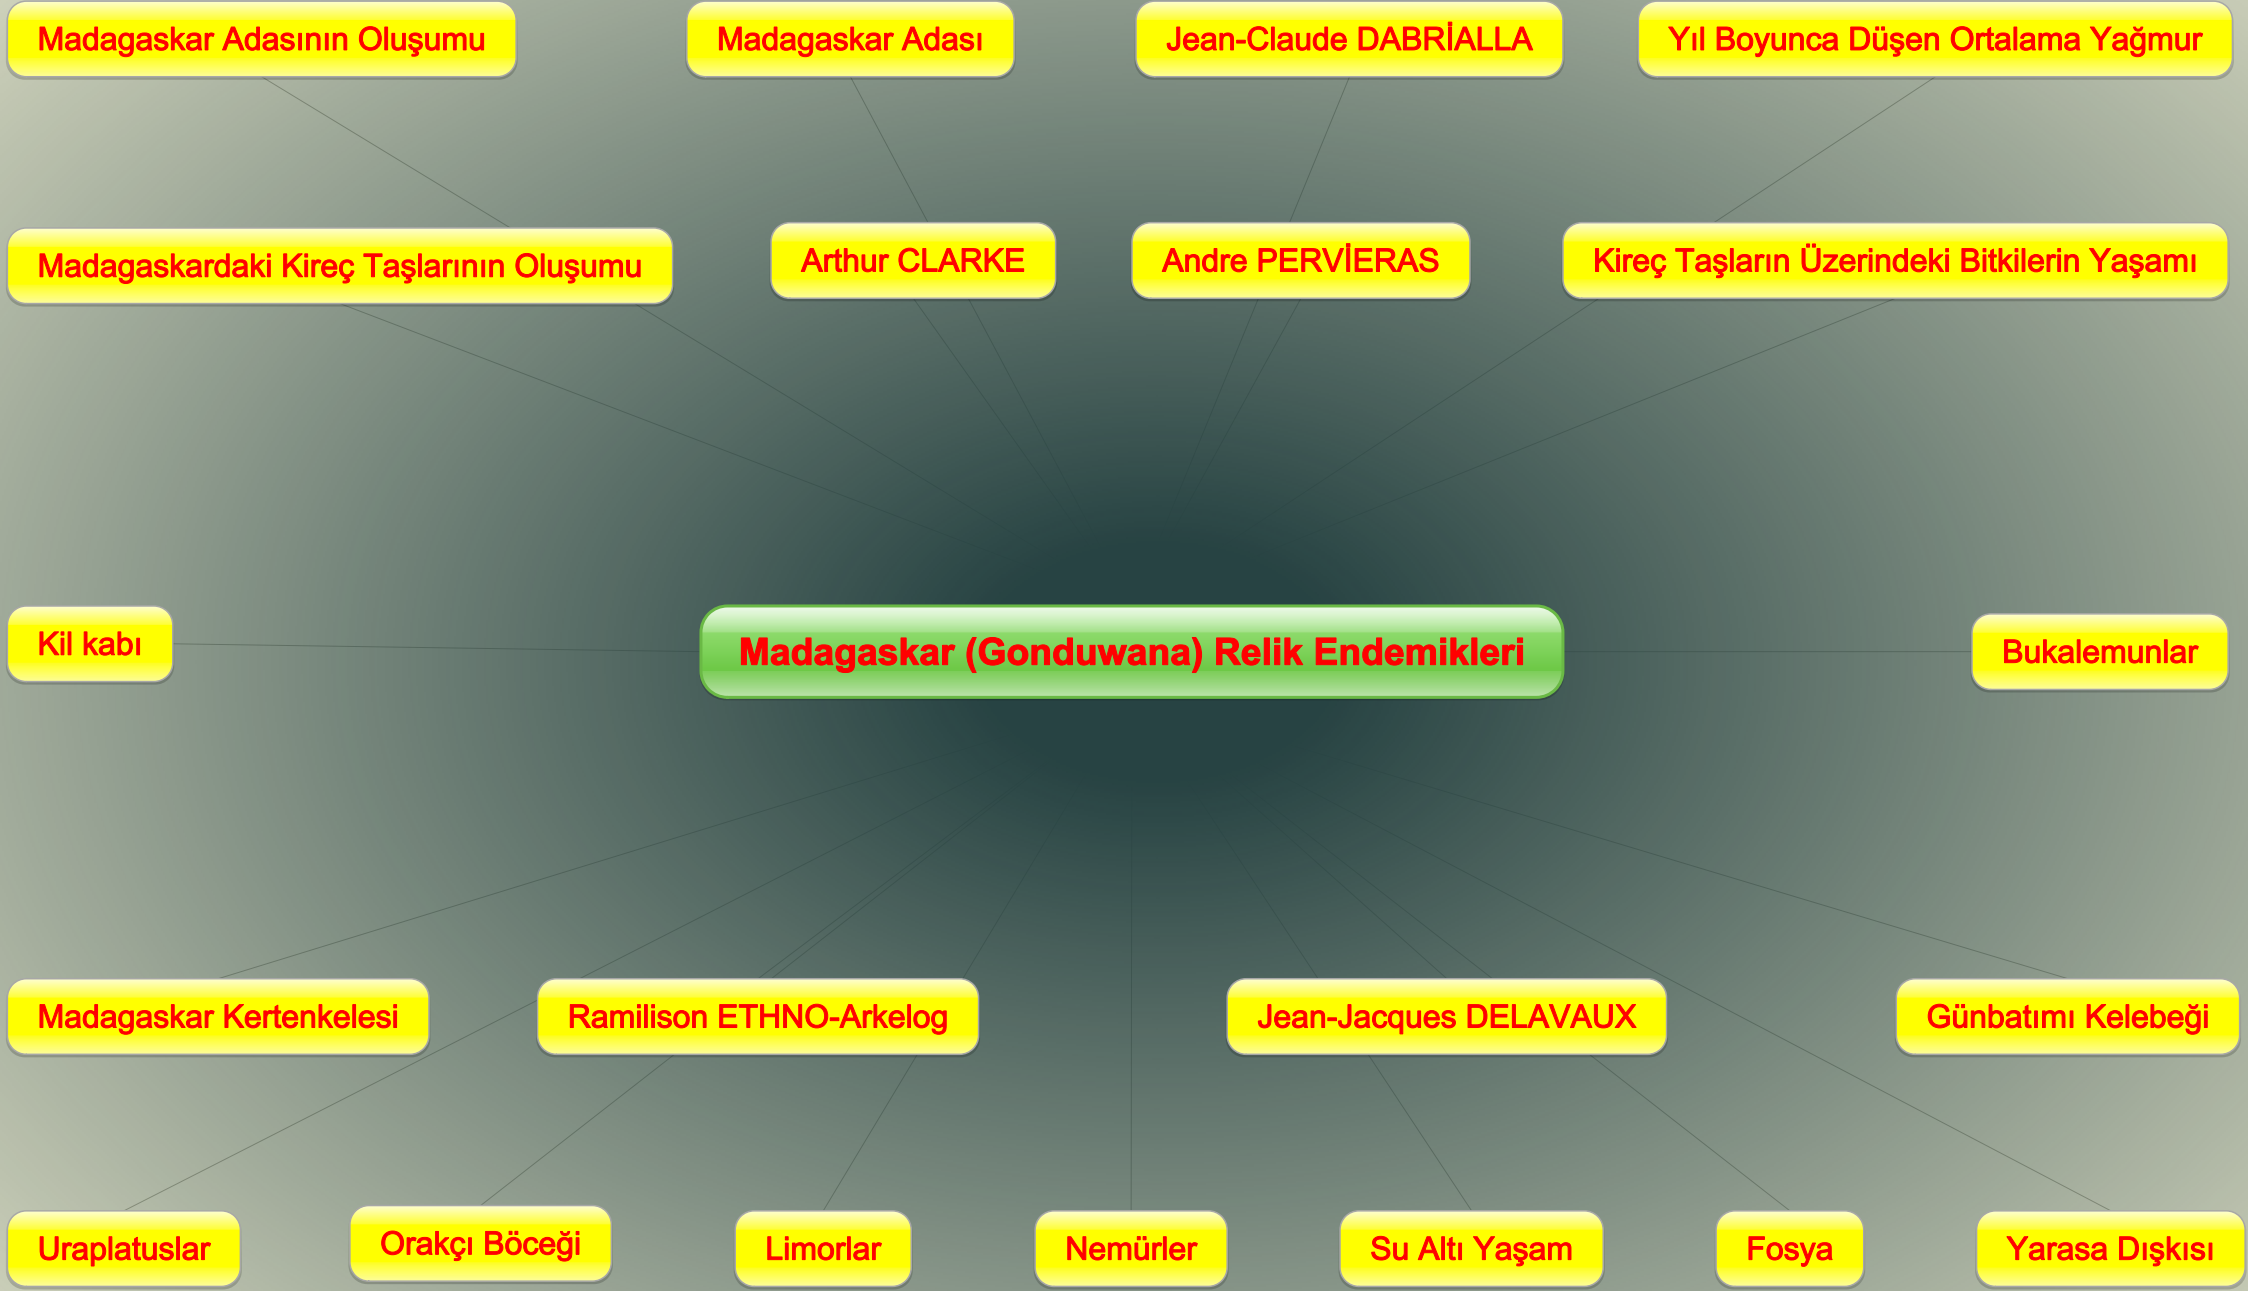 Madagaskar Adasının Oluşumu
Madagaskar Adası
Jean-Claude DABRİALLA
Yıl Boyunca Düşen Ortalama Yağmur
Madagaskardaki Kireç Taşlarının Oluşumu
Arthur CLARKE
Andre PERVİERAS
Kireç Taşların Üzerindeki Bitkilerin Yaşamı
Kil kabı
Madagaskar (Gonduwana) Relik Endemikleri
Bukalemunlar
Madagaskar Kertenkelesi
Ramilison ETHNO-Arkelog
Jean-Jacques DELAVAUX
Günbatımı Kelebeği
Uraplatuslar
Orakçı Böceği
Limorlar
Nemürler
Su Altı Yaşam
Fosya
Yarasa Dışkısı